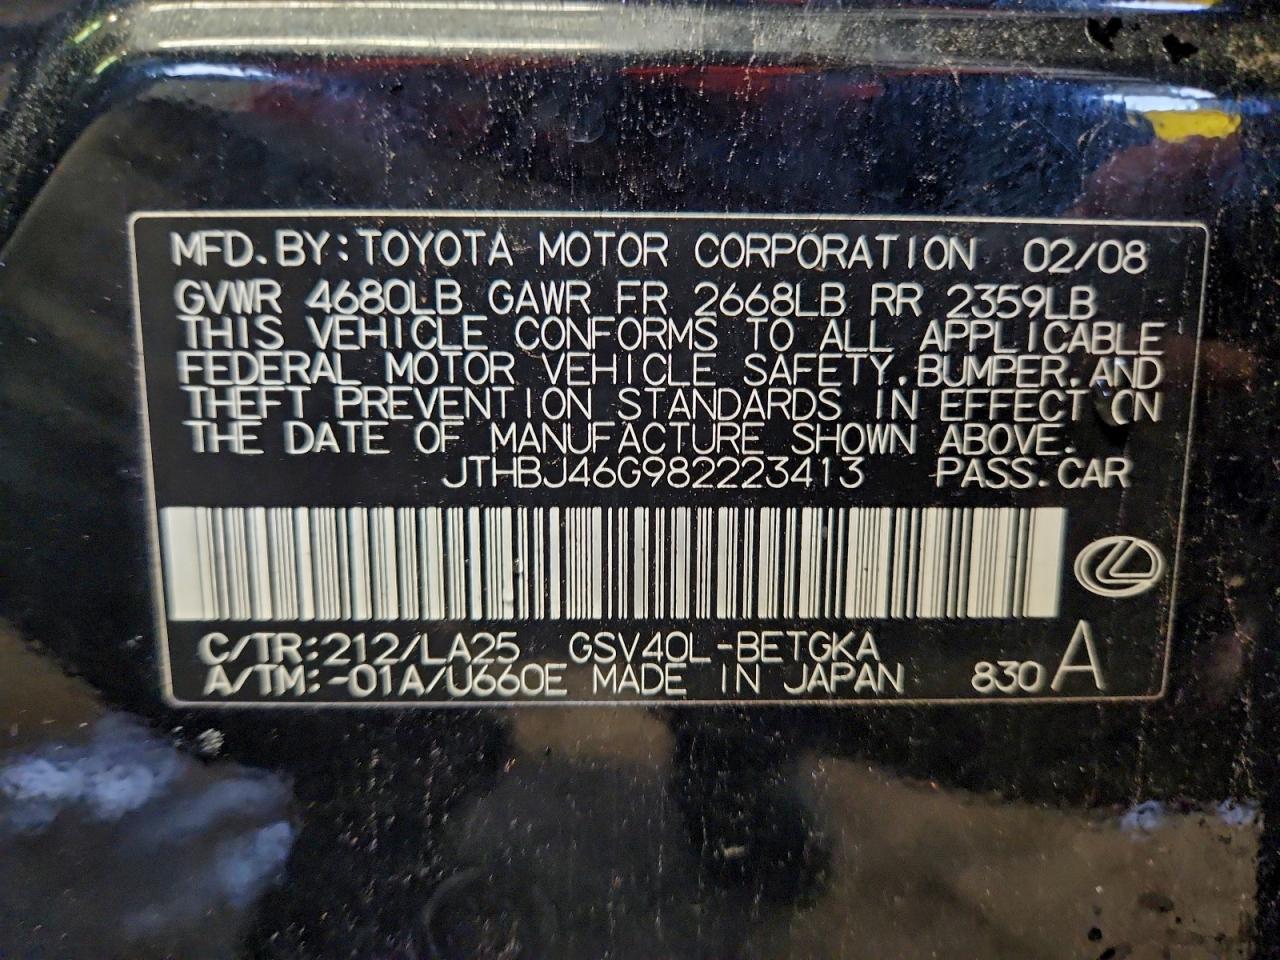 MFD. BY: TOYOTA MOTOR CORPORATION 02/08
GVWR 4680LB GAWR FR 2668LB RR 2359LB
THIS VEHICLE CONFORMS TO ALL APPLICABLE
FEDERAL MOTOR VEHICLE SAFETY, BUMPER, AND
THEFT PREVENTION STANDARDS IN EFFECT ON
THE DATE OF MANUFACTURE SHOWN ABOVE.
JTHBJ46G982223413 PASS. CAR
C/TR: 212/LA25 GSV40L-BETGKA
A/TM: -01A/U660E MADE IN JAPAN 830 A